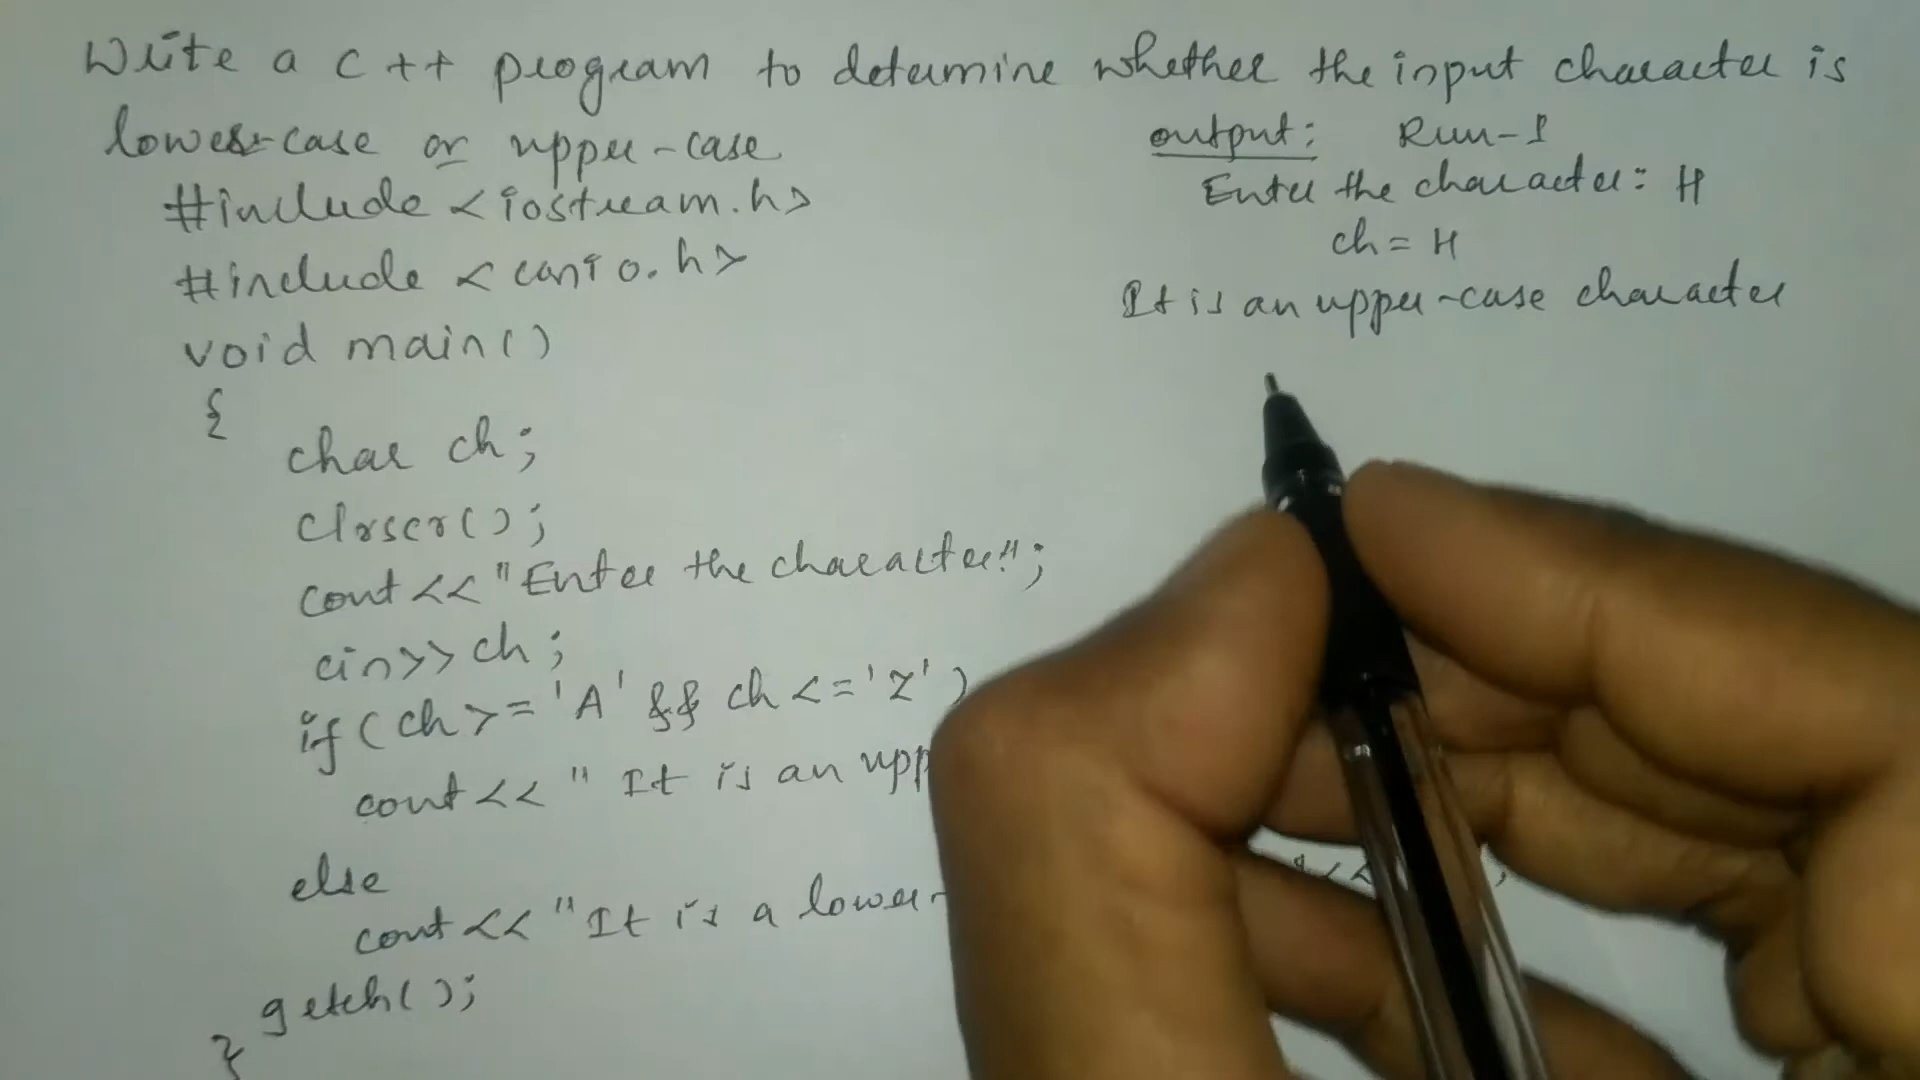 Write a C++ program to determine whether the input character is
lower-case or upper-case
#include <iostream.h>
#include <conio.h>
void main()
{
char ch;
clrscr();
cout<<"Enter the character:";
cin>>ch;
if(ch>='A' && ch<='Z')
cout<<" It is an upp
else
cout<<"It is a lower-
getch();
}
output: Run-1
Enter the character: H
ch=H
It is an upper-case character